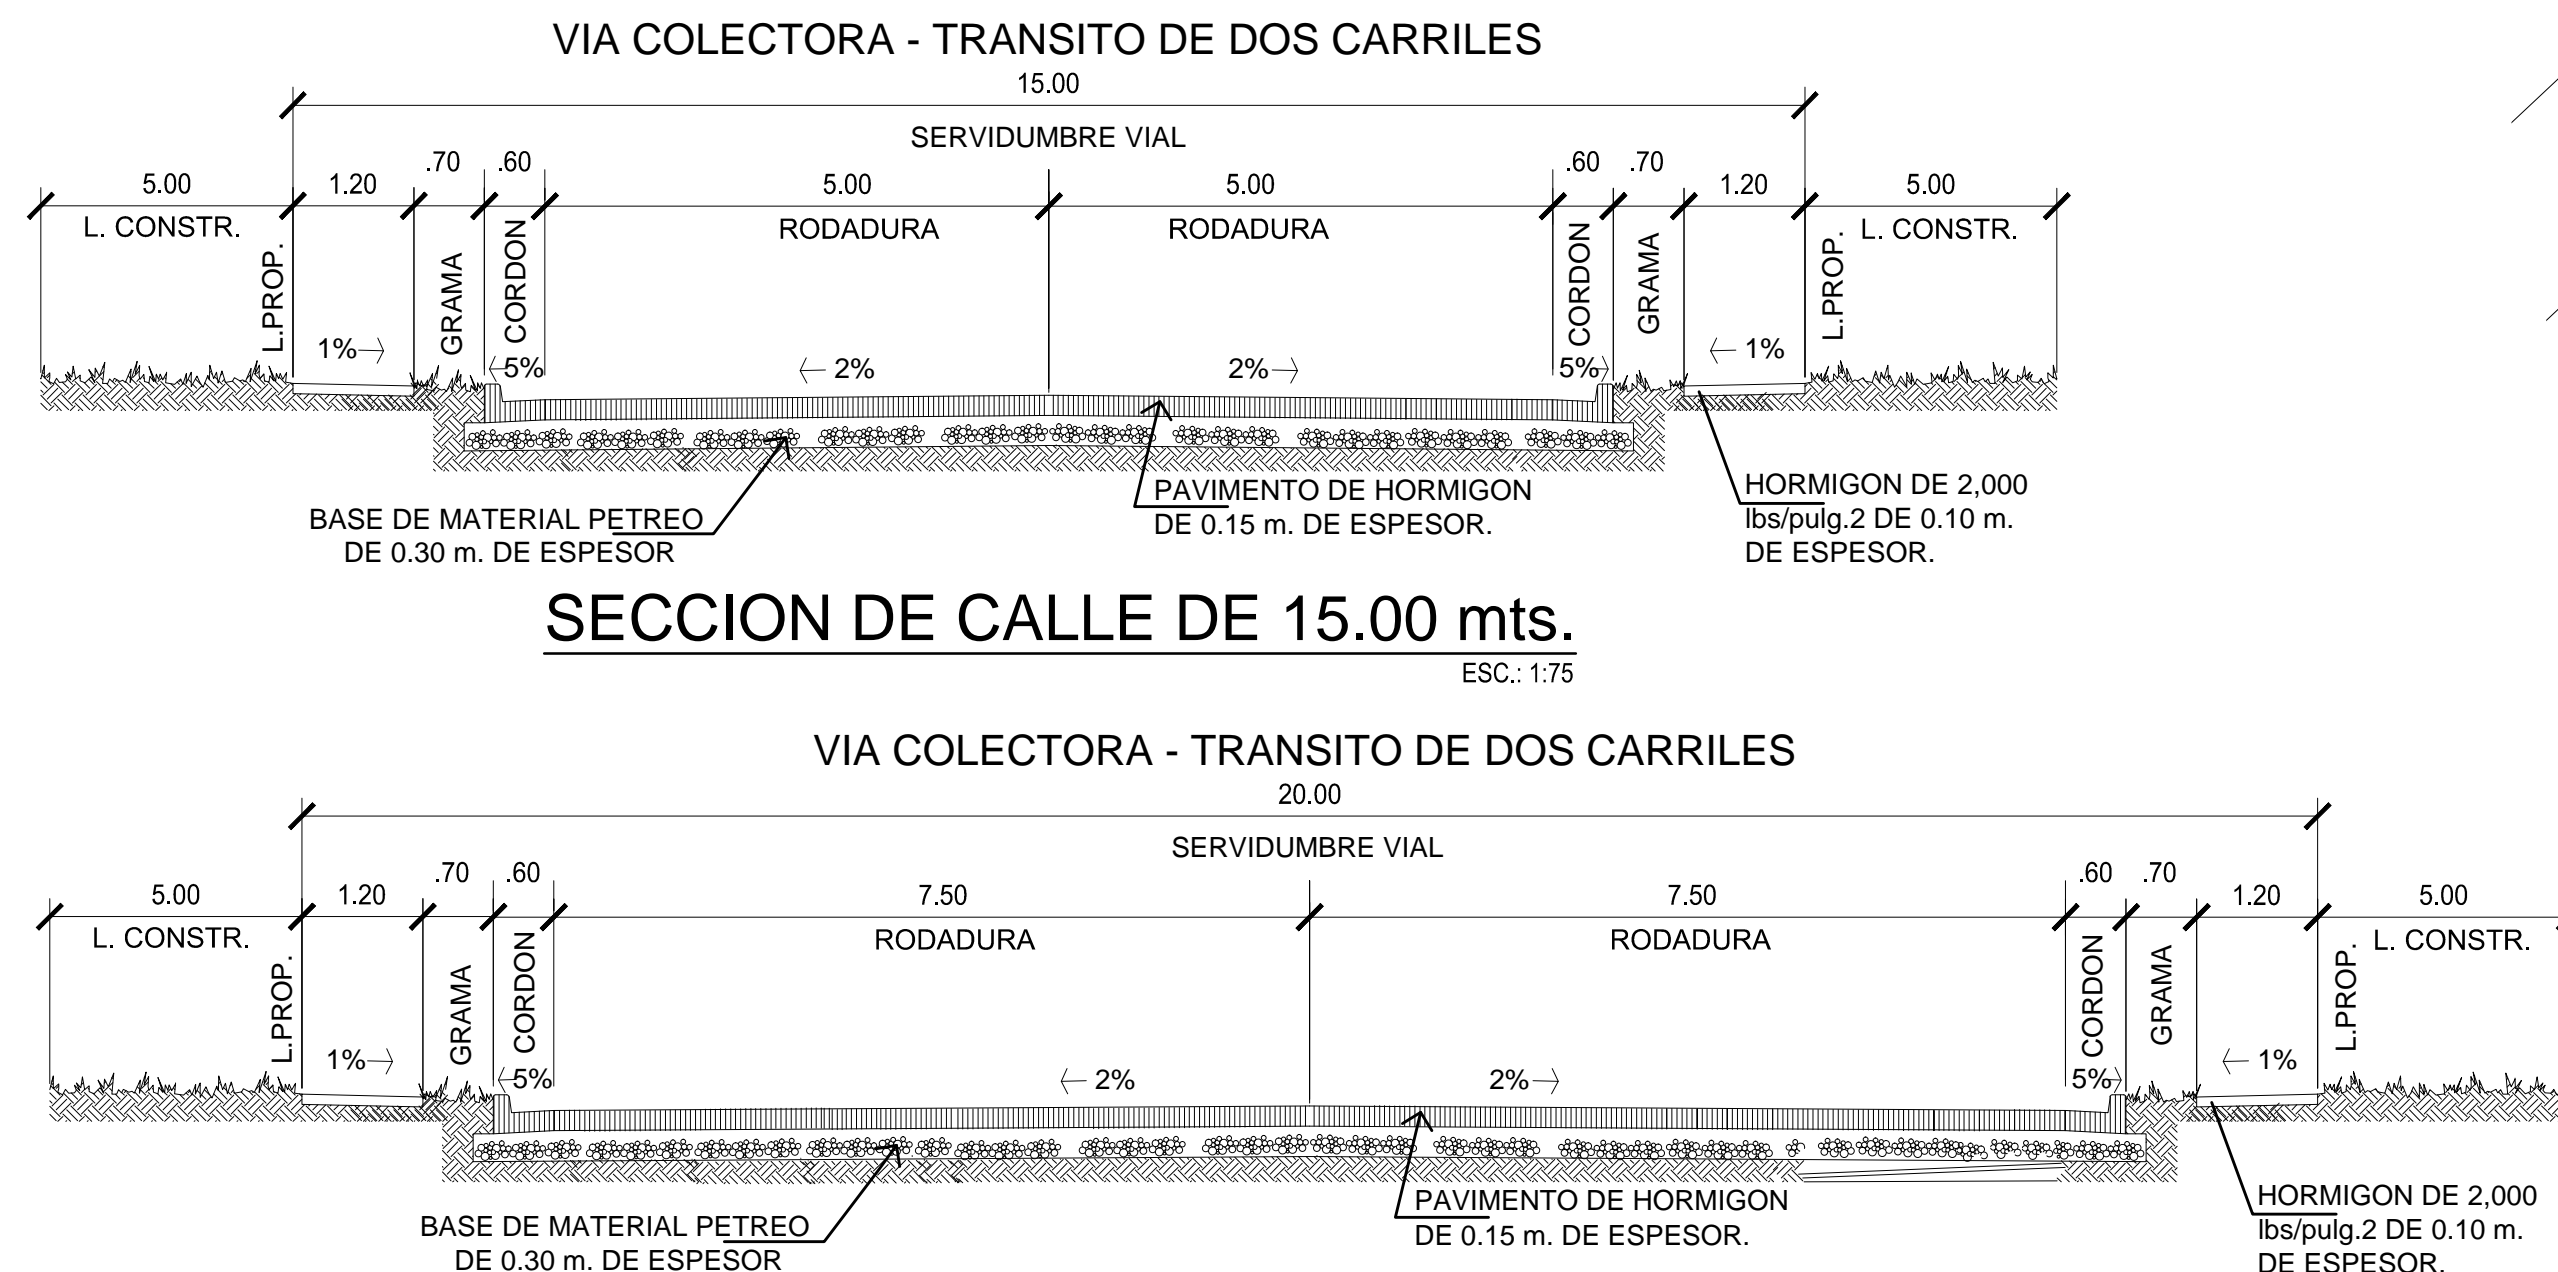 VIA COLECTORA - TRANSITO DE DOS CARRILES
15.00
SERVIDUMBRE VIAL
5.00
1.20
.70
.60
5.00
5.00
.60
.70
1.20
5.00
L. CONSTR.
RODADURA
RODADURA
L. CONSTR.
L.PROP.
GRAMA
CORDON
CORDON
GRAMA
L.PROP.
1%
5%
2%
2%
5%
1%
BASE DE MATERIAL PETREO
DE 0.30 m. DE ESPESOR
PAVIMENTO DE HORMIGON
DE 0.15 m. DE ESPESOR.
HORMIGON DE 2,000
lbs/pulg.2 DE 0.10 m.
DE ESPESOR.
SECCION DE CALLE DE 15.00 mts.
ESC.: 1:75
VIA COLECTORA - TRANSITO DE DOS CARRILES
20.00
SERVIDUMBRE VIAL
5.00
1.20
.70
.60
7.50
7.50
.60
.70
1.20
5.00
L. CONSTR.
RODADURA
RODADURA
L. CONSTR.
L.PROP.
GRAMA
CORDON
CORDON
GRAMA
L.PROP.
1%
5%
2%
2%
5%
1%
BASE DE MATERIAL PETREO
DE 0.30 m. DE ESPESOR
PAVIMENTO DE HORMIGON
DE 0.15 m. DE ESPESOR.
HORMIGON DE 2,000
lbs/pulg.2 DE 0.10 m.
DE ESPESOR.